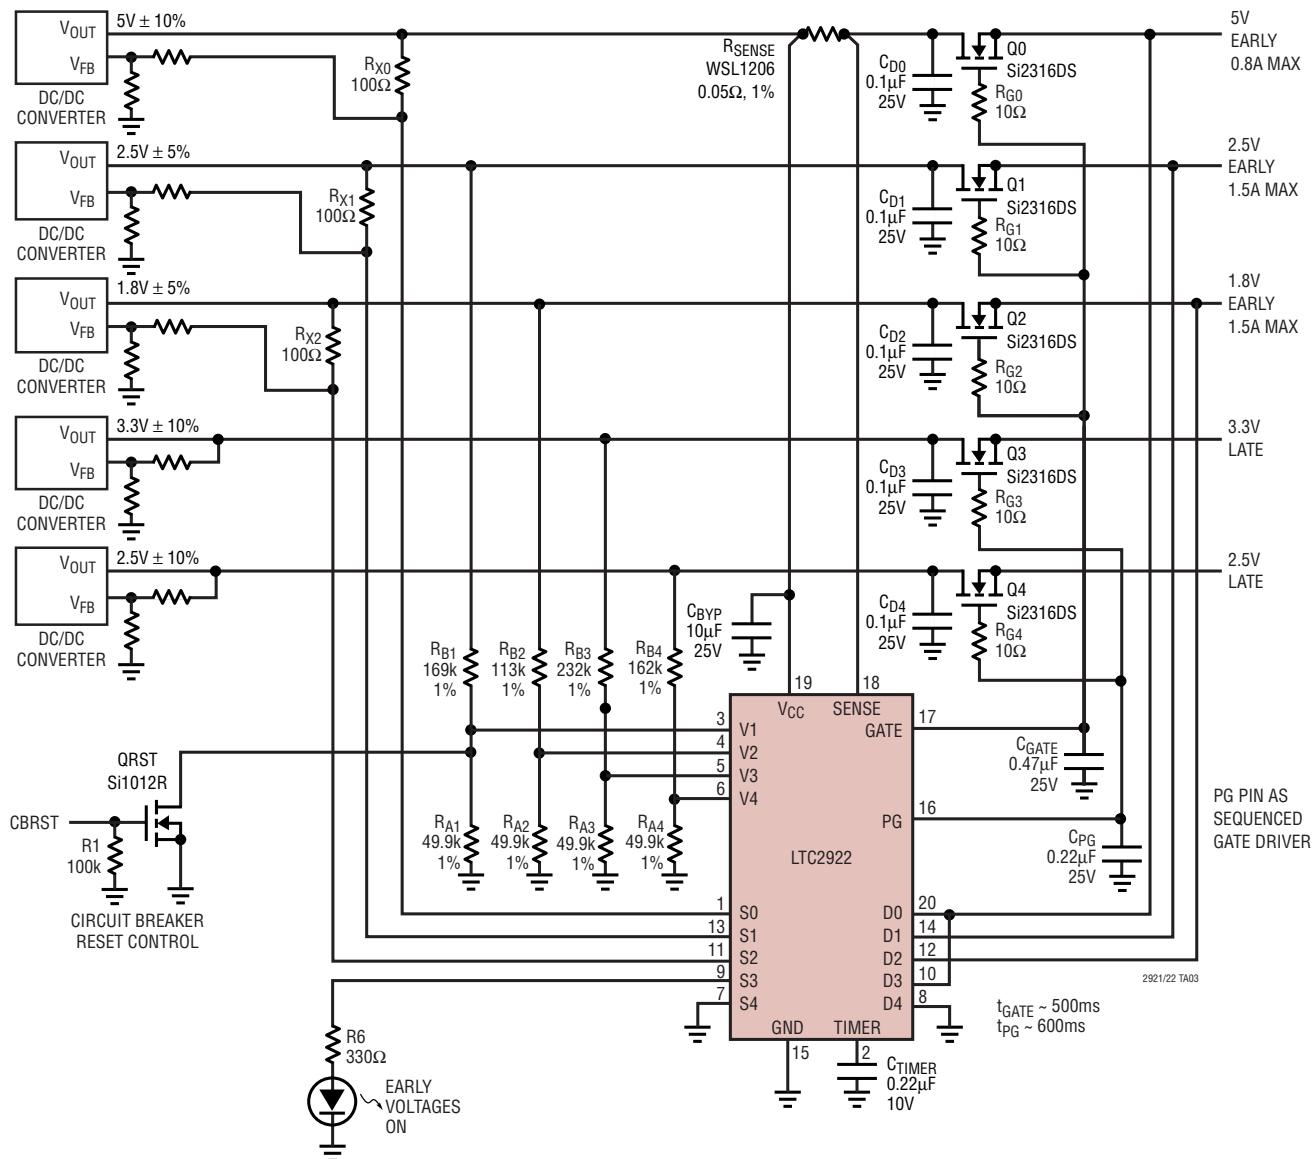 VOUT
5V ± 10%
VFB
DC/DC
CONVERTER
RX0
100Ω
RSENSE
WSL1206
0.05Ω, 1%
CD0
0.1µF
25V
Q0
Si2316DS
RG0
10Ω
5V
EARLY
0.8A MAX
VOUT
2.5V ± 5%
VFB
DC/DC
CONVERTER
RX1
100Ω
CD1
0.1µF
25V
Q1
Si2316DS
RG1
10Ω
2.5V
EARLY
1.5A MAX
VOUT
1.8V ± 5%
VFB
DC/DC
CONVERTER
RX2
100Ω
CD2
0.1µF
25V
Q2
Si2316DS
RG2
10Ω
1.8V
EARLY
1.5A MAX
VOUT
3.3V ± 10%
VFB
DC/DC
CONVERTER
CD3
0.1µF
25V
Q3
Si2316DS
RG3
10Ω
3.3V
LATE
VOUT
2.5V ± 10%
VFB
DC/DC
CONVERTER
CD4
0.1µF
25V
Q4
Si2316DS
RG4
10Ω
2.5V
LATE
CBYP
10µF
25V
RB1
169k
1%
RB2
113k
1%
RB3
232k
1%
RB4
162k
1%
19
18
VCC
SENSE
3
V1
4
V2
5
V3
6
V4
GATE
17
CGATE
0.47µF
25V
PG
16
CPG
0.22µF
25V
PG PIN AS
SEQUENCED
GATE DRIVER
QRST
Si1012R
CBRST
R1
100k
CIRCUIT BREAKER
RESET CONTROL
RA1
49.9k
1%
RA2
49.9k
1%
RA3
49.9k
1%
RA4
49.9k
1%
LTC2922
1
S0
13
S1
11
S2
9
S3
7
S4
D0
20
D1
14
D2
12
D3
10
D4
8
GND
TIMER
15
2
CTIMER
0.22µF
10V
2921/22 TA03
tGATE ~ 500ms
tPG ~ 600ms
R6
330Ω
EARLY
VOLTAGES
ON